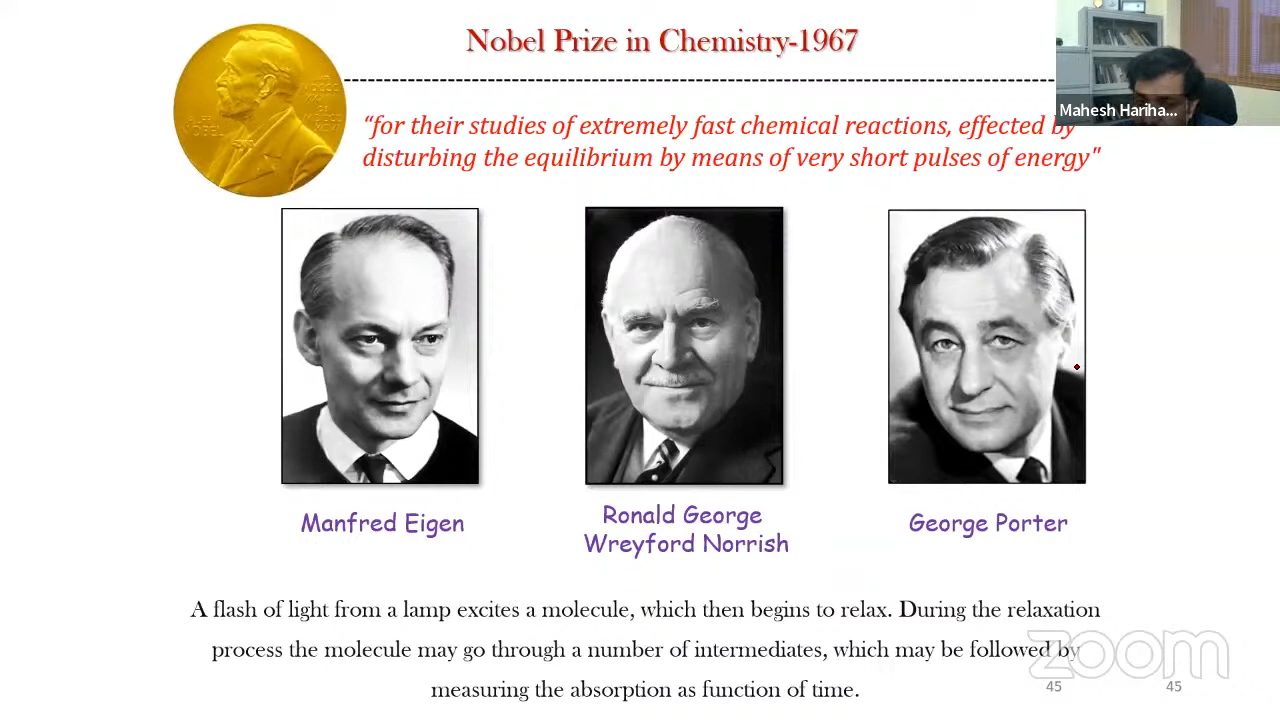 Nobel Prize in Chemistry-1967
Mahesh Hariha...
“for their studies of extremely fast chemical reactions, effected by
disturbing the equilibrium by means of very short pulses of energy"
Manfred Eigen
Ronald George
Wreyford Norrish
George Porter
A flash of light from a lamp excites a molecule, which then begins to relax. During the relaxation
process the molecule may go through a number of intermediates, which may be followed by
measuring the absorption as function of time.
zoom
45
45